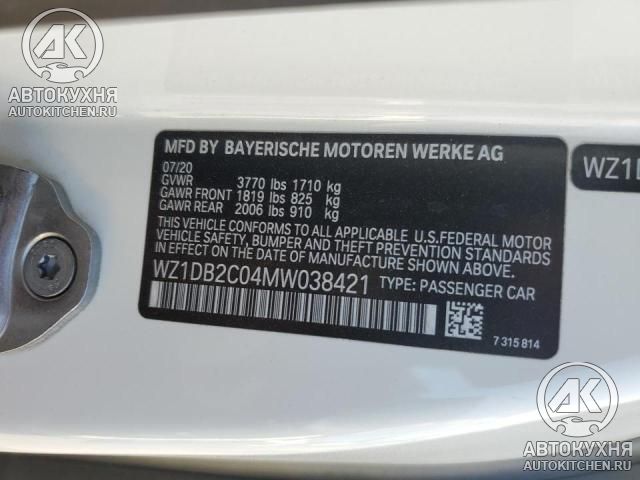 AK
АВТОКУХНЯ
AUTOKITCHEN.RU
MFD BY BAYERISCHE MOTOREN WERKE AG
07/20
GVWR 3770 lbs 1710 kg
GAWR FRONT 1819 lbs 825 kg
GAWR REAR 2006 lbs 910 kg
THIS VEHICLE CONFORMS TO ALL APPLICABLE U.S. FEDERAL MOTOR
VEHICLE SAFETY, BUMPER, AND THEFT PREVENTION STANDARDS
IN EFFECT ON THE DATE OF MANUFACTURE SHOWN ABOVE.
WZ1DB2C04MW038421 TYPE: PASSENGER CAR
7 315 814
WZ1D
AK
АВТОКУХНЯ
AUTOKITCHEN.RU